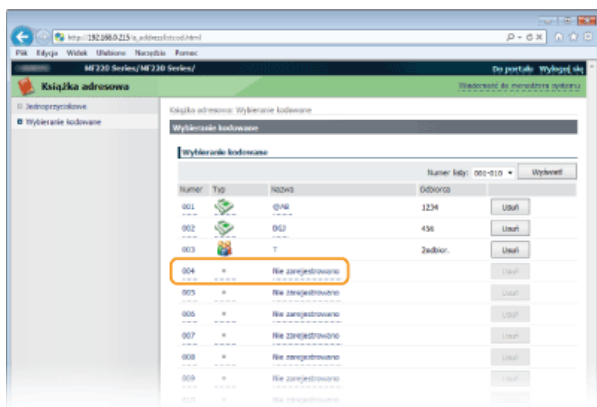 http://192.168.0.215/a_addresslistcod.html
Plik Edycja Widok Ulubione Narzędzia Pomoc
MF220 Series/MF220 Series/
Do portalu Wyloguj się
Książka adresowa
Wiadomość do menedżera systemu
Jednoprzyciskowe
Wybieranie kodowane
Książka adresowa: Wybieranie kodowane
Wybieranie kodowane
Wybieranie kodowane
Numer listy: 001-010 Wyświetl
Numer Typ Nazwa Odbiorca
001 @AB 1234 Usuń
002 DGJ 456 Usuń
003 T 2odbior. Usuń
004 Nie zarejestrowano Usuń
005 Nie zarejestrowano Usuń
006 Nie zarejestrowano Usuń
007 Nie zarejestrowano Usuń
008 Nie zarejestrowano Usuń
009 Nie zarejestrowano Usuń
010 Nie zarejestrowano Usuń